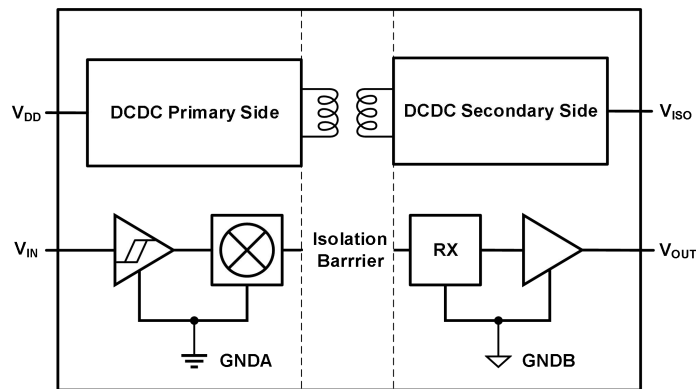 DCDC Primary Side
DCDC Secondary Side
VDD
VISO
VIN
Isolation
Barrrier
RX
VOUT
GNDA
GNDB